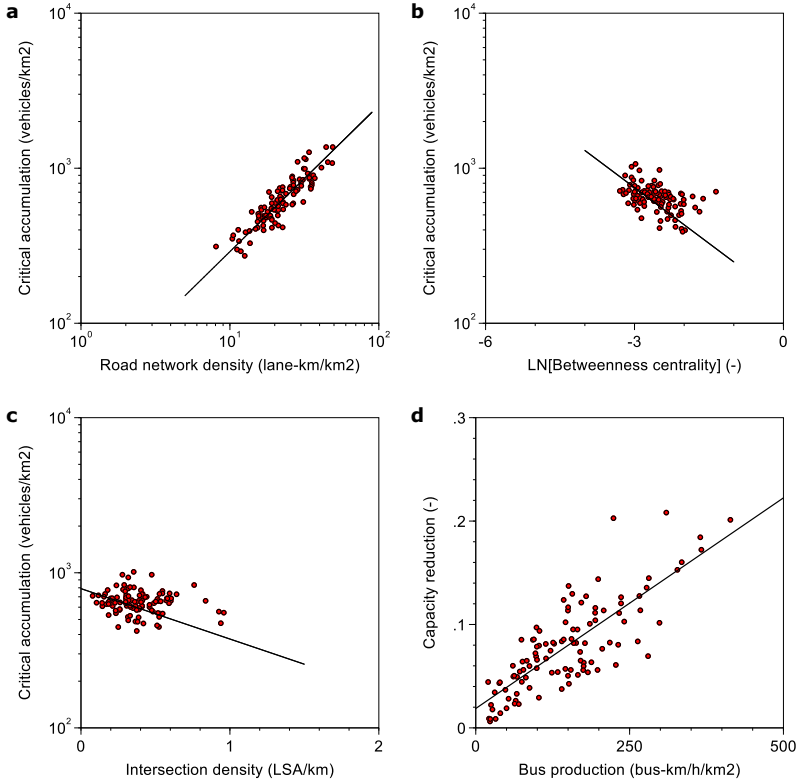 a
10^4
10^3
10^2
Critical accumulation (vehicles/km2)
10^0
10^1
10^2
Road network density (lane-km/km2)
b
10^4
10^3
10^2
Critical accumulation (vehicles/km2)
-6
-3
0
LN[Betweenness centrality] (-)
c
10^4
10^3
10^2
Critical accumulation (vehicles/km2)
0
1
2
Intersection density (LSA/km)
d
.3
.2
.1
0
Capacity reduction (-)
0
250
500
Bus production (bus-km/h/km2)